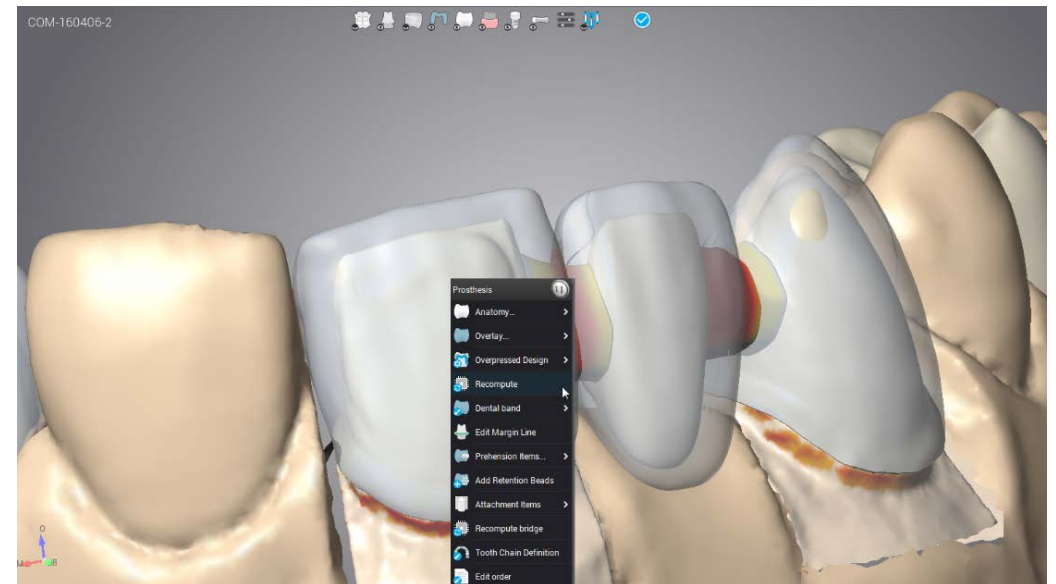 COM-160406-2
Prosthesis
Anatomy...
Overlay...
Overpressed Design
Recompute
Dental band
Edit Margin Line
Prehension Items...
Add Retention Beads
Attachment Items
Recompute bridge
Tooth Chain Definition
Edit order
O
B